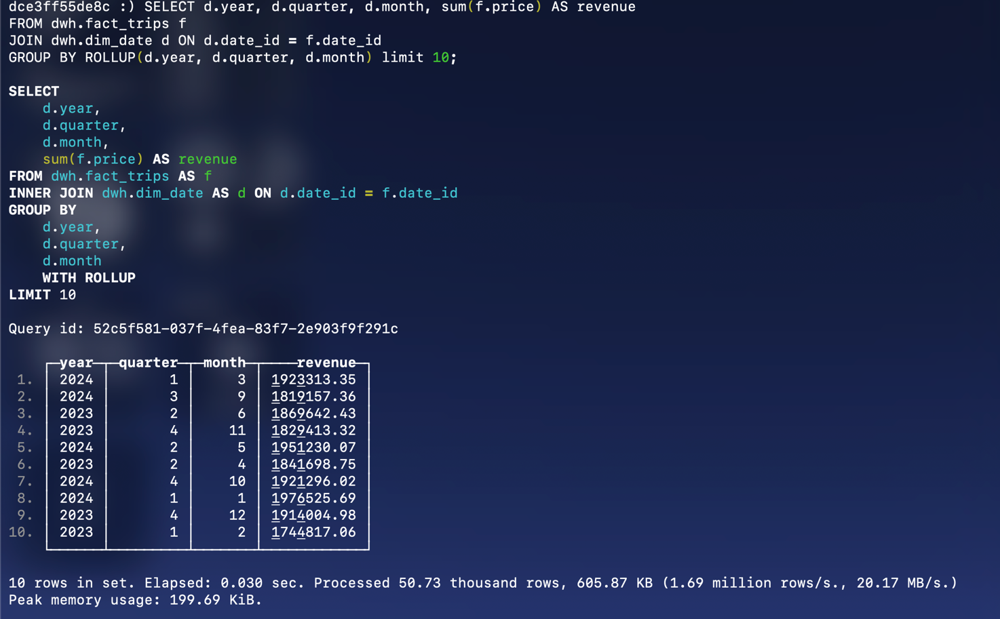 dce3ff55de8c :) SELECT d.year, d.quarter, d.month, sum(f.price) AS revenue
FROM dwh.fact_trips f
JOIN dwh.dim_date d ON d.date_id = f.date_id
GROUP BY ROLLUP(d.year, d.quarter, d.month) limit 10;
SELECT
d.year,
d.quarter,
d.month,
sum(f.price) AS revenue
FROM dwh.fact_trips AS f
INNER JOIN dwh.dim_date AS d ON d.date_id = f.date_id
GROUP BY
d.year,
d.quarter,
d.month
WITH ROLLUP
LIMIT 10
Query id: 52c5f581-037f-4fea-83f7-2e903f9f291c
year quarter month revenue
1. 2024 1 3 1923313.35
2. 2024 3 9 1819157.36
3. 2023 2 6 1869642.43
4. 2023 4 11 1829413.32
5. 2024 2 5 1951230.07
6. 2023 2 4 1841698.75
7. 2024 4 10 1921296.02
8. 2024 1 1 1976525.69
9. 2023 4 12 1914004.98
10. 2023 1 2 1744817.06
10 rows in set. Elapsed: 0.030 sec. Processed 50.73 thousand rows, 605.87 KB (1.69 million rows/s., 20.17 MB/s.)
Peak memory usage: 199.69 KiB.